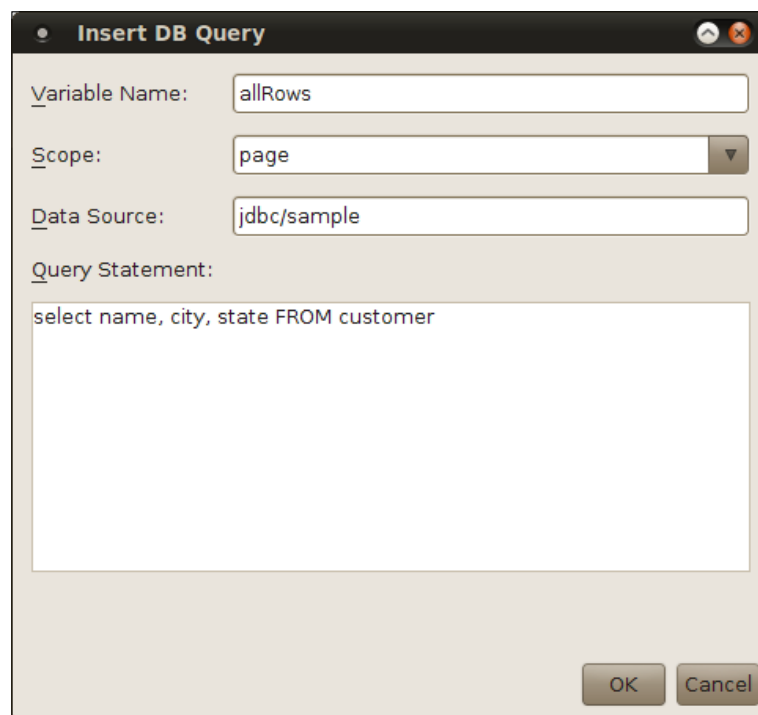 Insert DB Query
Variable Name: allRows
Scope: page
Data Source: jdbc/sample
Query Statement:
select name, city, state FROM customer
OK Cancel